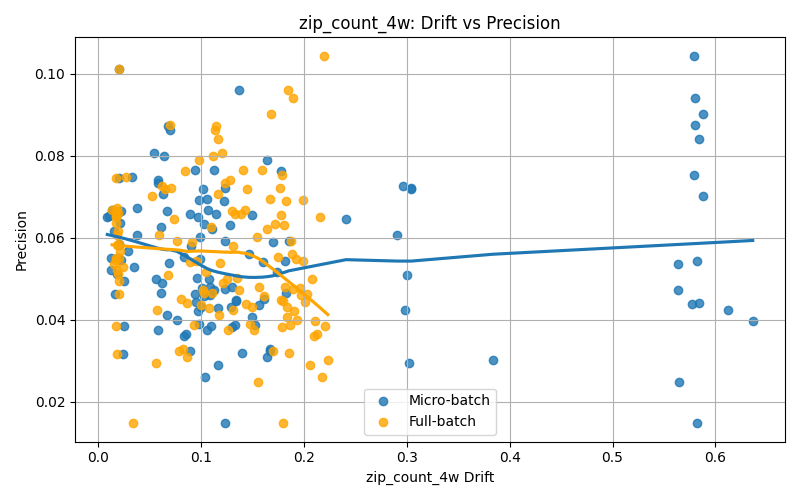 zip_count_4w: Drift vs Precision
Precision
0.10
0.08
0.06
0.04
0.02
Micro-batch
Full-batch
0.0 0.1 0.2 0.3 0.4 0.5 0.6
zip_count_4w Drift